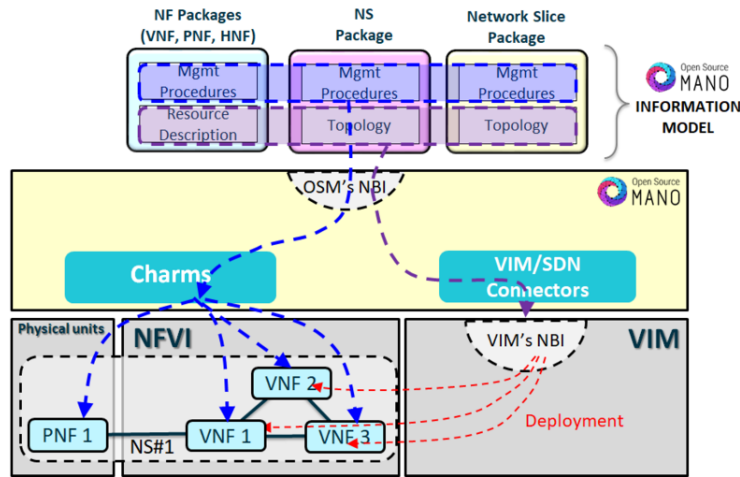 NF Packages
(VNF, PNF, HNF)
NS
Package
Network Slice
Package
Mgmt
Procedures
Mgmt
Procedures
Mgmt
Procedures
Resource
Description
Topology
Topology
Open Source
MANO
INFORMATION
MODEL
OSM's NBI
Open Source
MANO
Charms
VIM/SDN
Connectors
Physical units
NFVI
VIM's NBI
VIM
VNF 2
Deployment
PNF 1
VNF 1
VNF 3
NS#1